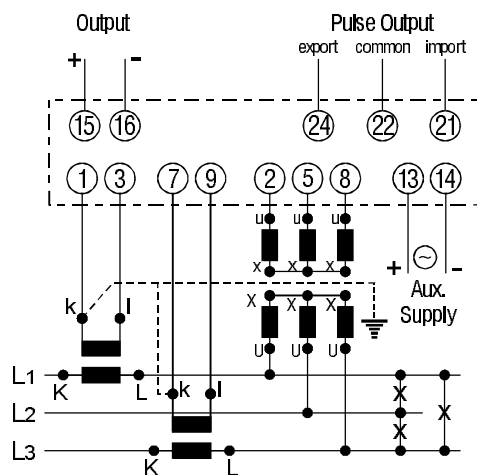 Output Pulse Output
export common import
+ - 
15 16 24 22 21
1 3 7 9 2 5 8 13 14
u u u
+ ~ -
x x x
Aux.
Supply
X X X
k l
U U U
L1
K L k l X
L2 X
X
L3
K L